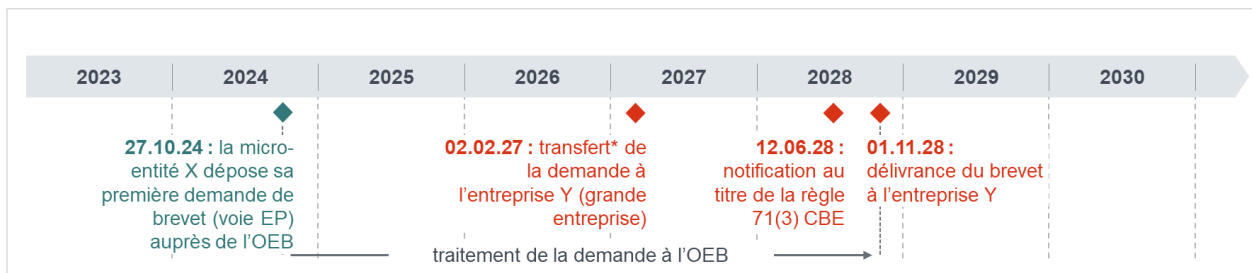 2023 2024 2025 2026 2027 2028 2029 2030
27.10.24 : la micro-
entité X dépose sa
première demande de
brevet (voie EP)
auprès de l'OEB
02.02.27 : transfert* de
la demande à
l'entreprise Y (grande
entreprise)
12.06.28 :
notification au
titre de la règle
71(3) CBE
01.11.28 :
délivrance du brevet
à l'entreprise Y
traitement de la demande à l'OEB